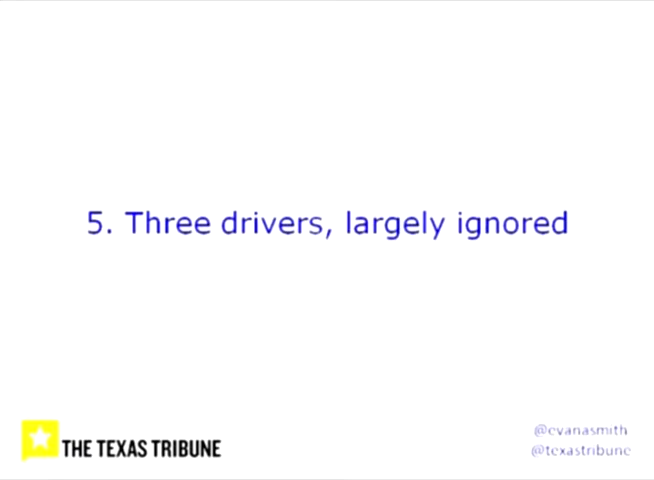 5. Three drivers, largely ignored
THE TEXAS TRIBUNE
@evanasmith
@texastribune